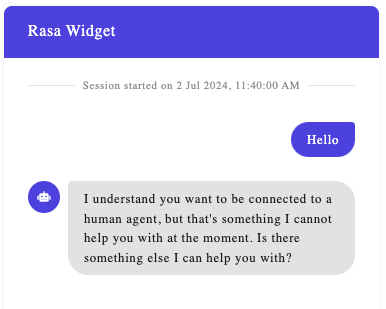 Rasa Widget
Session started on 2 Jul 2024, 11:40:00 AM
Hello
I understand you want to be connected to a
human agent, but that's something I cannot
help you with at the moment. Is there
something else I can help you with?